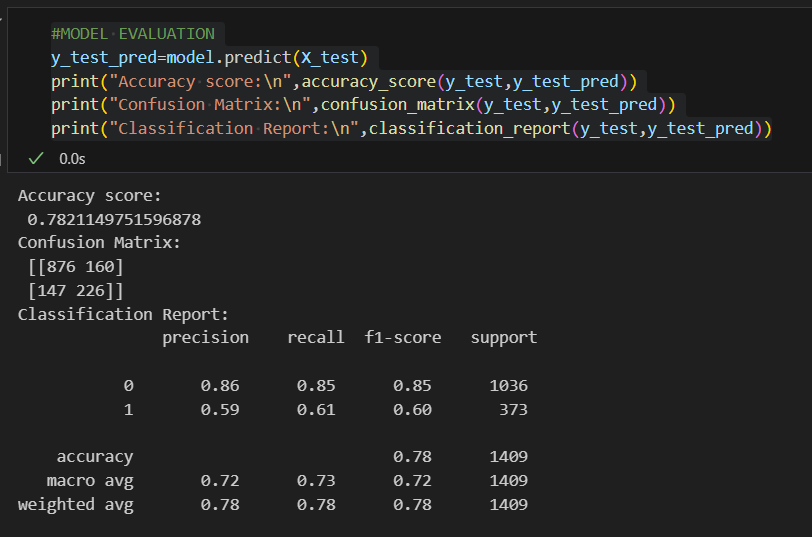 #MODEL EVALUATION
y_test_pred=model.predict(X_test)
print("Accuracy score:\n",accuracy_score(y_test,y_test_pred))
print("Confusion Matrix:\n",confusion_matrix(y_test,y_test_pred))
print("Classification Report:\n",classification_report(y_test,y_test_pred))
0.0s
Accuracy score:
 0.7821149751596878
Confusion Matrix:
 [[876 160]
 [147 226]]
Classification Report:
               precision    recall  f1-score   support
           0       0.86      0.85      0.85      1036
           1       0.59      0.61      0.60       373
    accuracy                           0.78      1409
   macro avg       0.72      0.73      0.72      1409
weighted avg       0.78      0.78      0.78      1409